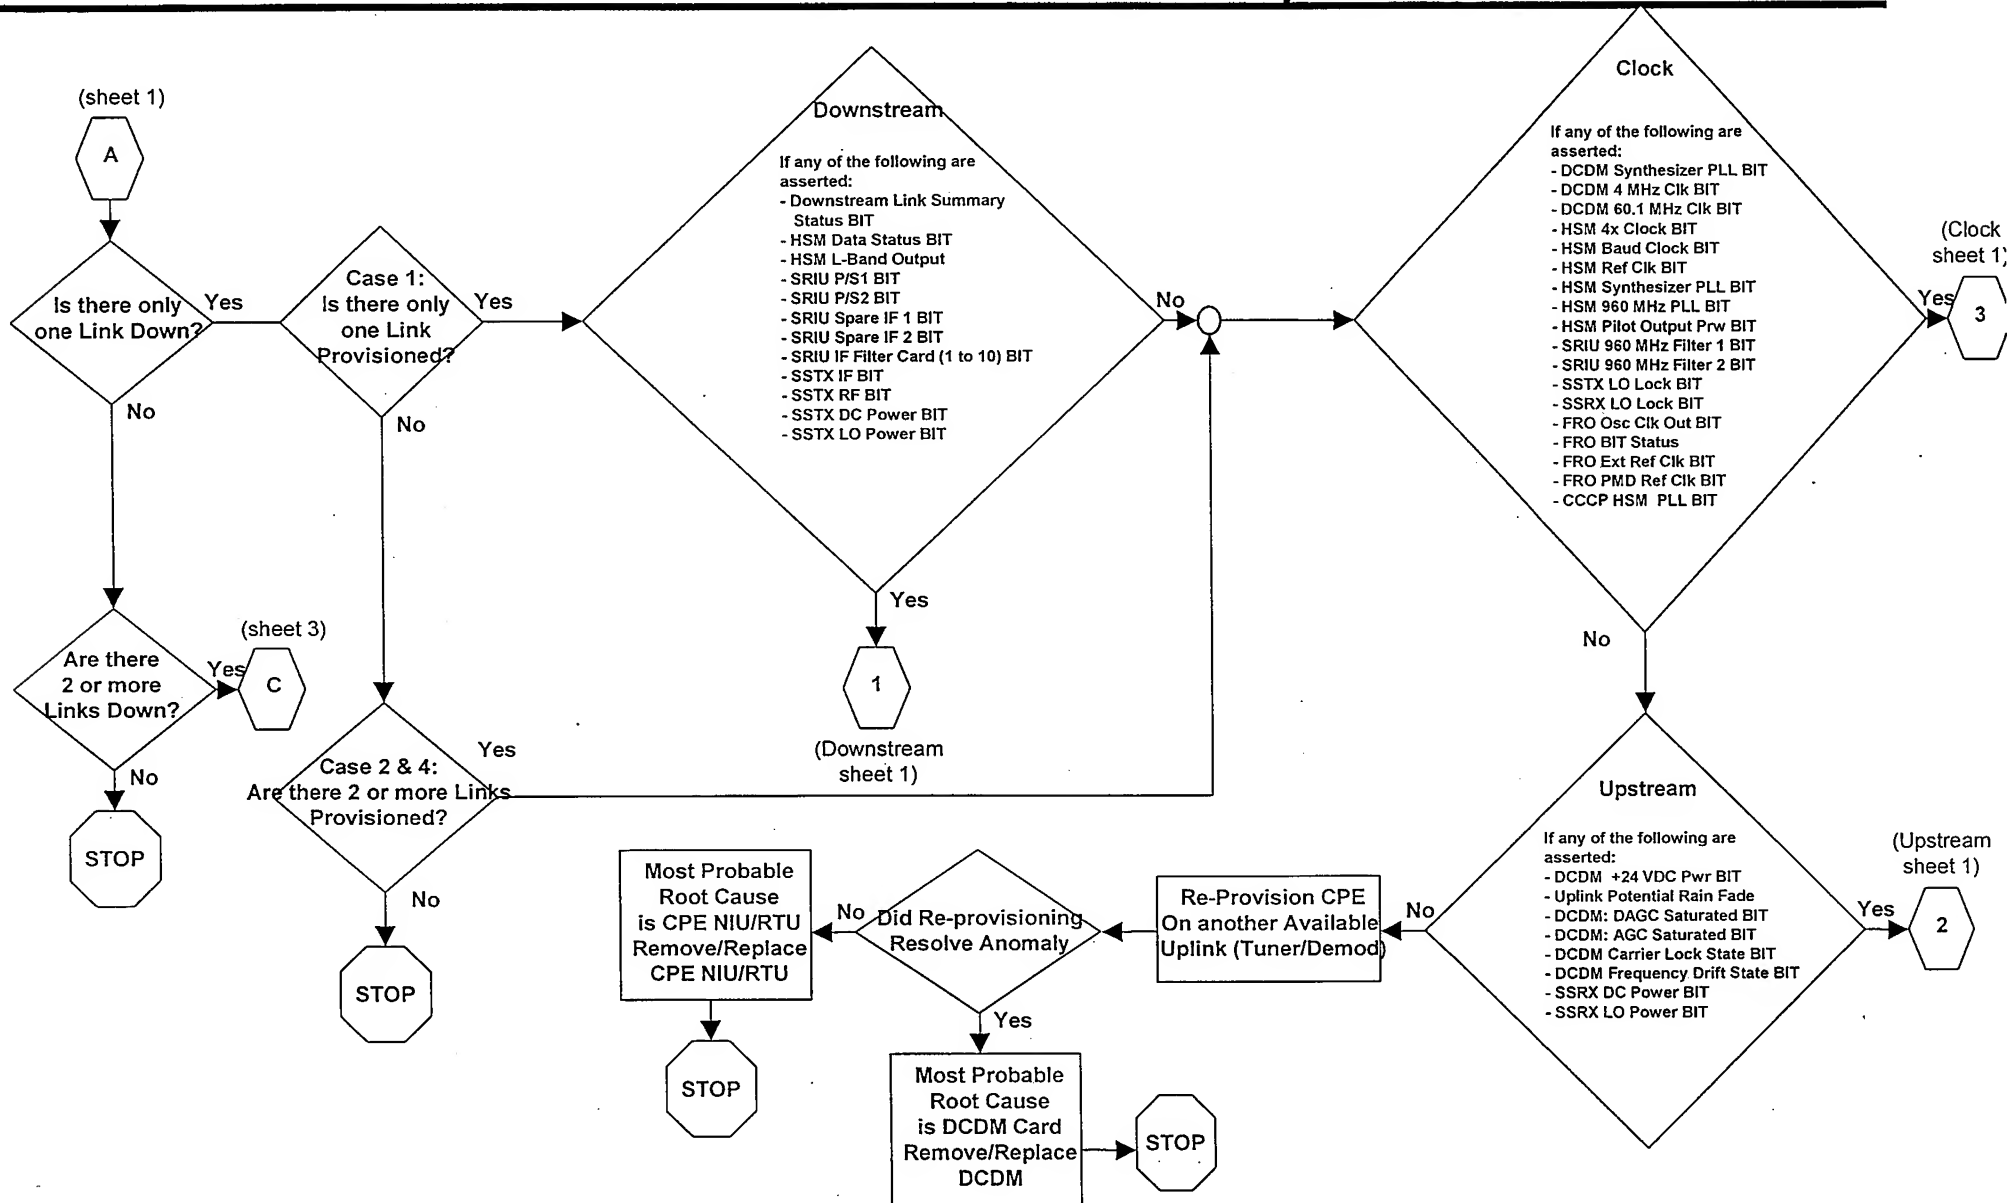 (sheet 1)
A
Is there only
one Link Down?
Yes
No
Are there
2 or more
Links Down?
Yes
(sheet 3)
C
No
STOP
Case 1:
Is there only
one Link
Provisioned?
Yes
No
Case 2 & 4:
Are there 2 or more Links
Provisioned?
Yes
No
STOP
Downstream
If any of the following are
asserted:
- Downstream Link Summary
Status BIT
- HSM Data Status BIT
- HSM L-Band Output
- SRIU P/S1 BIT
- SRIU P/S2 BIT
- SRIU Spare IF 1 BIT
- SRIU Spare IF 2 BIT
- SRIU IF Filter Card (1 to 10) BIT
- SSTX IF BIT
- SSTX RF BIT
- SSTX DC Power BIT
- SSTX LO Power BIT
No
Yes
1
(Downstream
sheet 1)
Clock
If any of the following are
asserted:
- DCDM Synthesizer PLL BIT
- DCDM 4 MHz Clk BIT
- DCDM 60.1 MHz Clk BIT
- HSM 4x Clock BIT
- HSM Baud Clock BIT
- HSM Ref Clk BIT
- HSM Synthesizer PLL BIT
- HSM 960 MHz PLL BIT
- HSM Pilot Output Prw BIT
- SRIU 960 MHz Filter 1 BIT
- SRIU 960 MHz Filter 2 BIT
- SSTX LO Lock BIT
- SSRX LO Lock BIT
- FRO Osc Clk Out BIT
- FRO BIT Status
- FRO Ext Ref Clk BIT
- FRO PMD Ref Clk BIT
- CCCP HSM PLL BIT
(Clock
sheet 1)
Yes
3
No
Upstream
If any of the following are
asserted:
- DCDM +24 VDC Pwr BIT
- Uplink Potential Rain Fade
- DCDM: DAGC Saturated BIT
- DCDM: AGC Saturated BIT
- DCDM Carrier Lock State BIT
- DCDM Frequency Drift State BIT
- SSRX DC Power BIT
- SSRX LO Power BIT
(Upstream
sheet 1)
Yes
2
No
Re-Provision CPE
On another Available
Uplink (Tuner/Demod)
Did Re-provisioning
Resolve Anomaly
No
Most Probable
Root Cause
is CPE NIU/RTU
Remove/Replace
CPE NIU/RTU
STOP
Yes
Most Probable
Root Cause
is DCDM Card
Remove/Replace
DCDM
STOP